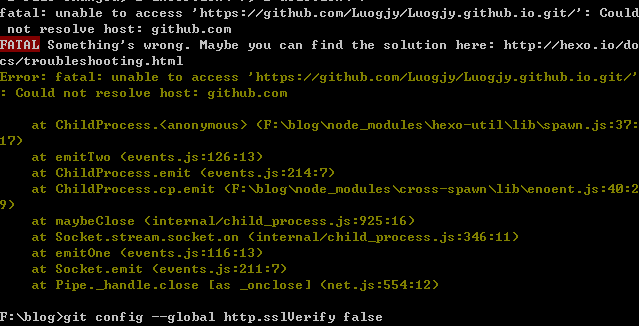 fatal: unable to access 'https://github.com/Luogjy/Luogjy.github.io.git/': Could
 not resolve host: github.com
FATAL Something's wrong. Maybe you can find the solution here: http://hexo.io/do
cs/troubleshooting.html
Error: fatal: unable to access 'https://github.com/Luogjy/Luogjy.github.io.git/'
: Could not resolve host: github.com
at ChildProcess.<anonymous> (F:\blog\node_modules\hexo-util\lib\spawn.js:37:
17)
at emitTwo (events.js:126:13)
at ChildProcess.emit (events.js:214:7)
at ChildProcess.cp.emit (F:\blog\node_modules\cross-spawn\lib\enoent.js:40:2
9)
at maybeClose (internal/child_process.js:925:16)
at Socket.stream.socket.on (internal/child_process.js:346:11)
at emitOne (events.js:116:13)
at Socket.emit (events.js:211:7)
at Pipe._handle.close [as _onclose] (net.js:554:12)
F:\blog>git config --global http.sslVerify false